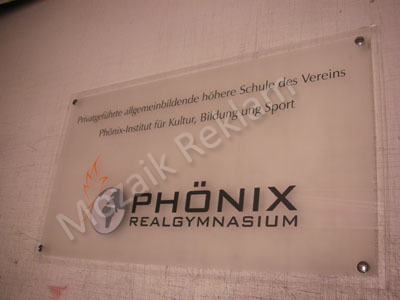 Privatgeführte allgemeinbildende höhere Schule des Vereins
Phönix-Institut für Kultur, Bildung und Sport
PHÖNIX
REALGYMNASIUM
Mozaik Reklam